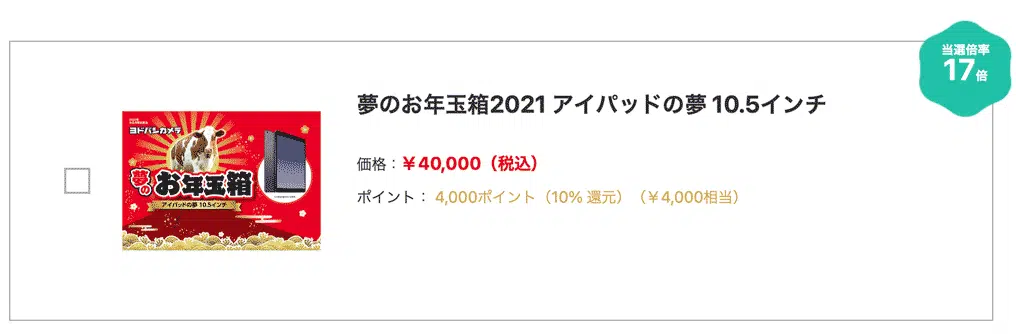 当選倍率
17倍
夢のお年玉箱2021 アイパッドの夢 10.5インチ
価格：￥40,000（税込）
ポイント： 4,000ポイント（10% 還元）（￥4,000相当）
ヨドバシカメラ
夢のお年玉箱
アイパッドの夢 10.5インチ